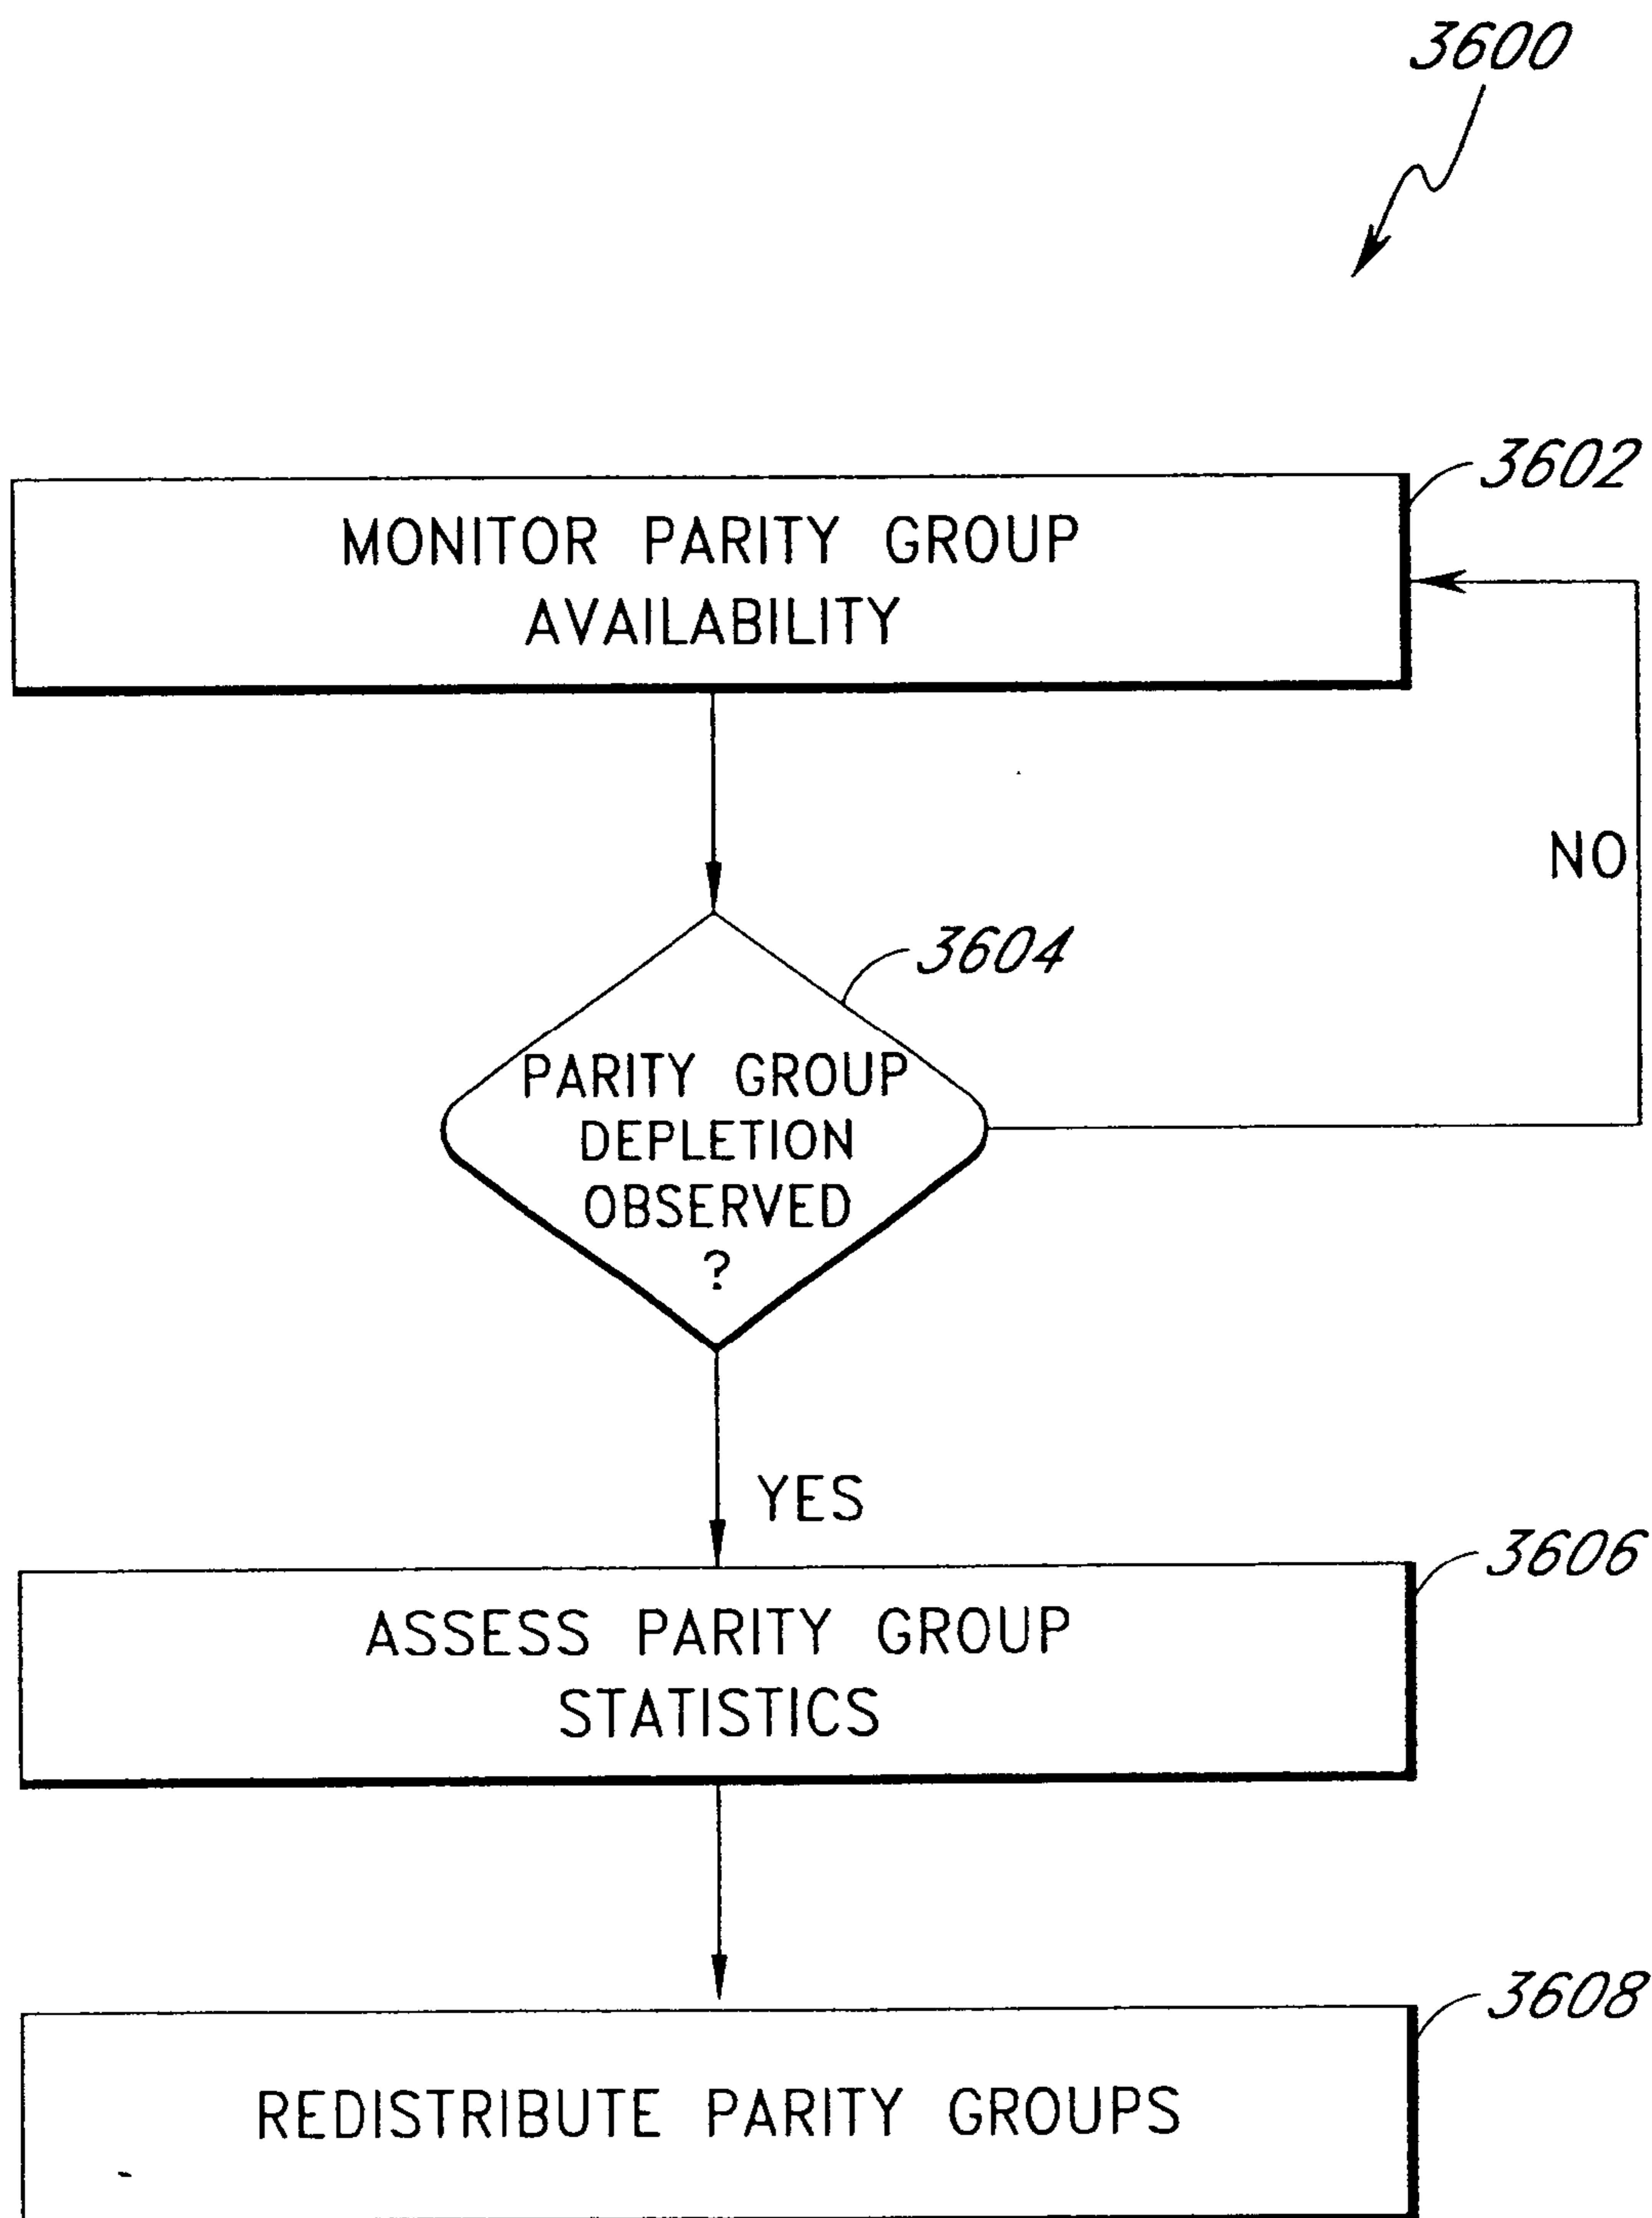 3600
3602
MONITOR PARITY GROUP
AVAILABILITY
NO
3604
PARITY GROUP
DEPLETION
OBSERVED
?
YES
3606
ASSESS PARITY GROUP
STATISTICS
3608
REDISTRIBUTE PARITY GROUPS